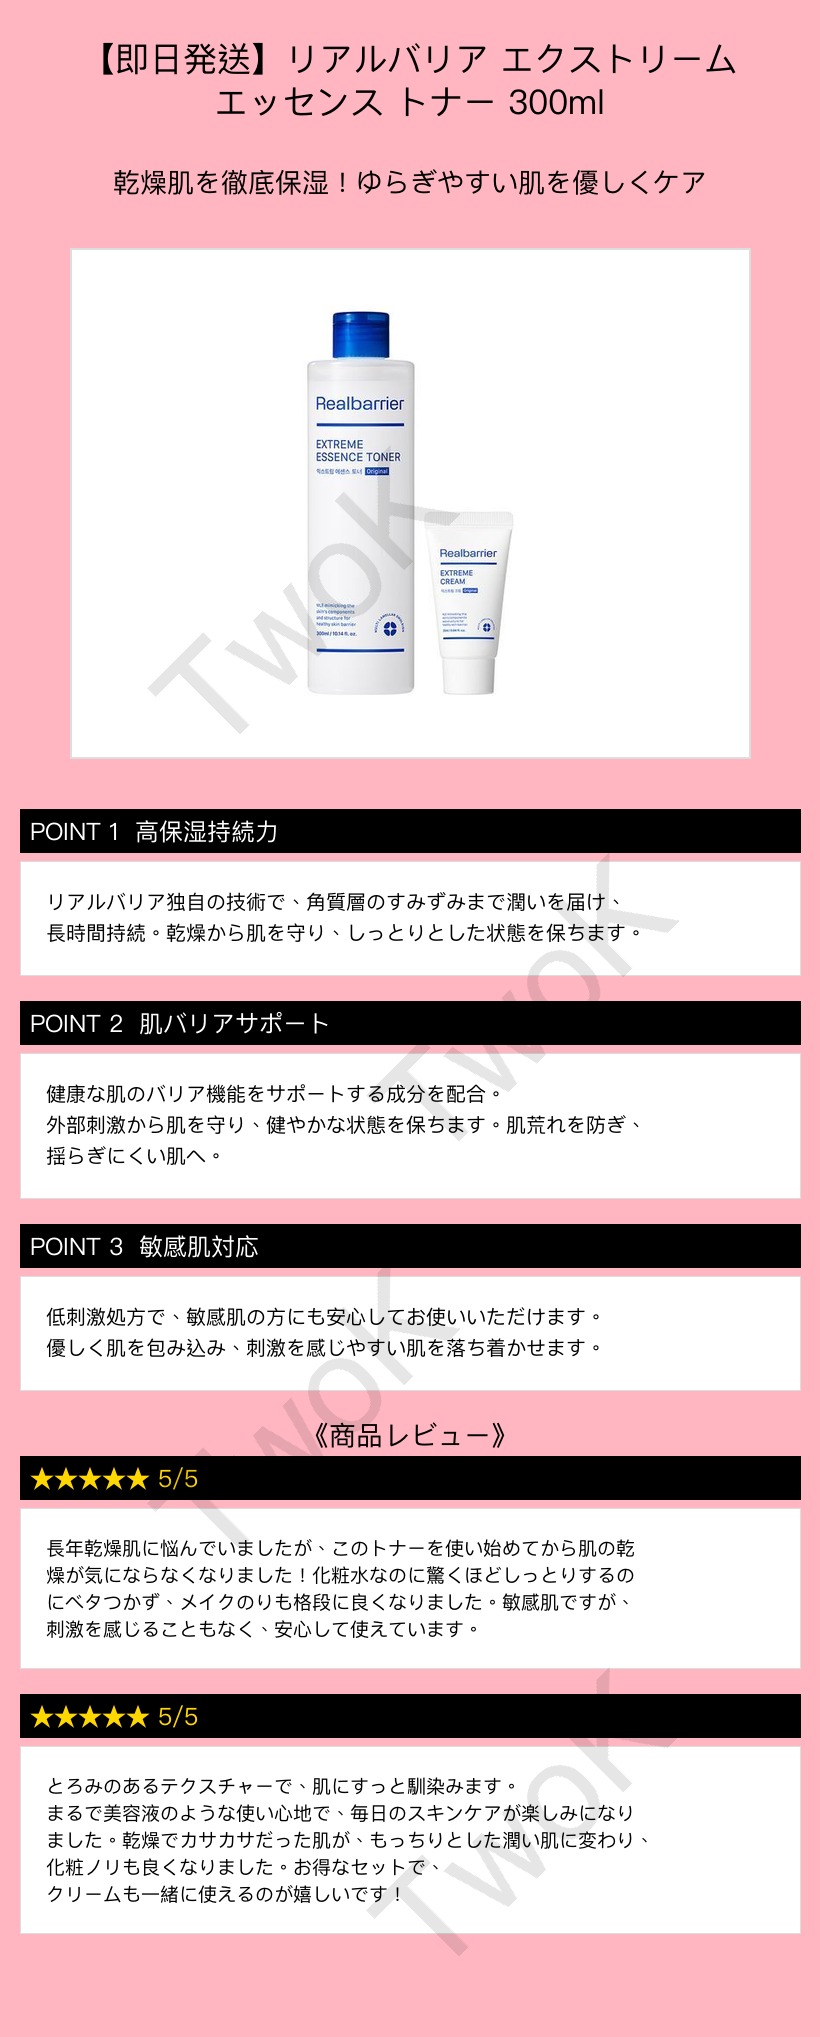 【即日発送】リアルバリア エクストリーム
エッセンス トナー 300ml
乾燥肌を徹底保湿！ゆらぎやすい肌を優しくケア
Realbarrier
EXTREME
ESSENCE TONER
익스트림 에센스 토너 Original
300ml / 10.14 fl. oz.
Realbarrier
EXTREME
CREAM
익스트림 크림 Original
TwoK
POINT 1 高保湿持続力
リアルバリア独自の技術で、角質層のすみずみまで潤いを届け、
長時間持続。乾燥から肌を守り、しっとりとした状態を保ちます。
TwoK
POINT 2 肌バリアサポート
健康な肌のバリア機能をサポートする成分を配合。
外部刺激から肌を守り、健やかな状態を保ちます。肌荒れを防ぎ、
揺らぎにくい肌へ。
POINT 3 敏感肌対応
低刺激処方で、敏感肌の方にも安心してお使いいただけます。
優しく肌を包み込み、刺激を感じやすい肌を落ち着かせます。
TwoK
《商品レビュー》
★★★★★ 5/5
長年乾燥肌に悩んでいましたが、このトナーを使い始めてから肌の乾
燥が気にならなくなりました！化粧水なのに驚くほどしっとりするの
にベタつかず、メイクのりも格段に良くなりました。敏感肌ですが、
刺激を感じることもなく、安心して使えています。
★★★★★ 5/5
とろみのあるテクスチャーで、肌にすっと馴染みます。
まるで美容液のような使い心地で、毎日のスキンケアが楽しみになり
ました。乾燥でカサカサだった肌が、もっちりとした潤い肌に変わり、
化粧ノリも良くなりました。お得なセットで、
クリームも一緒に使えるのが嬉しいです！
TwoK